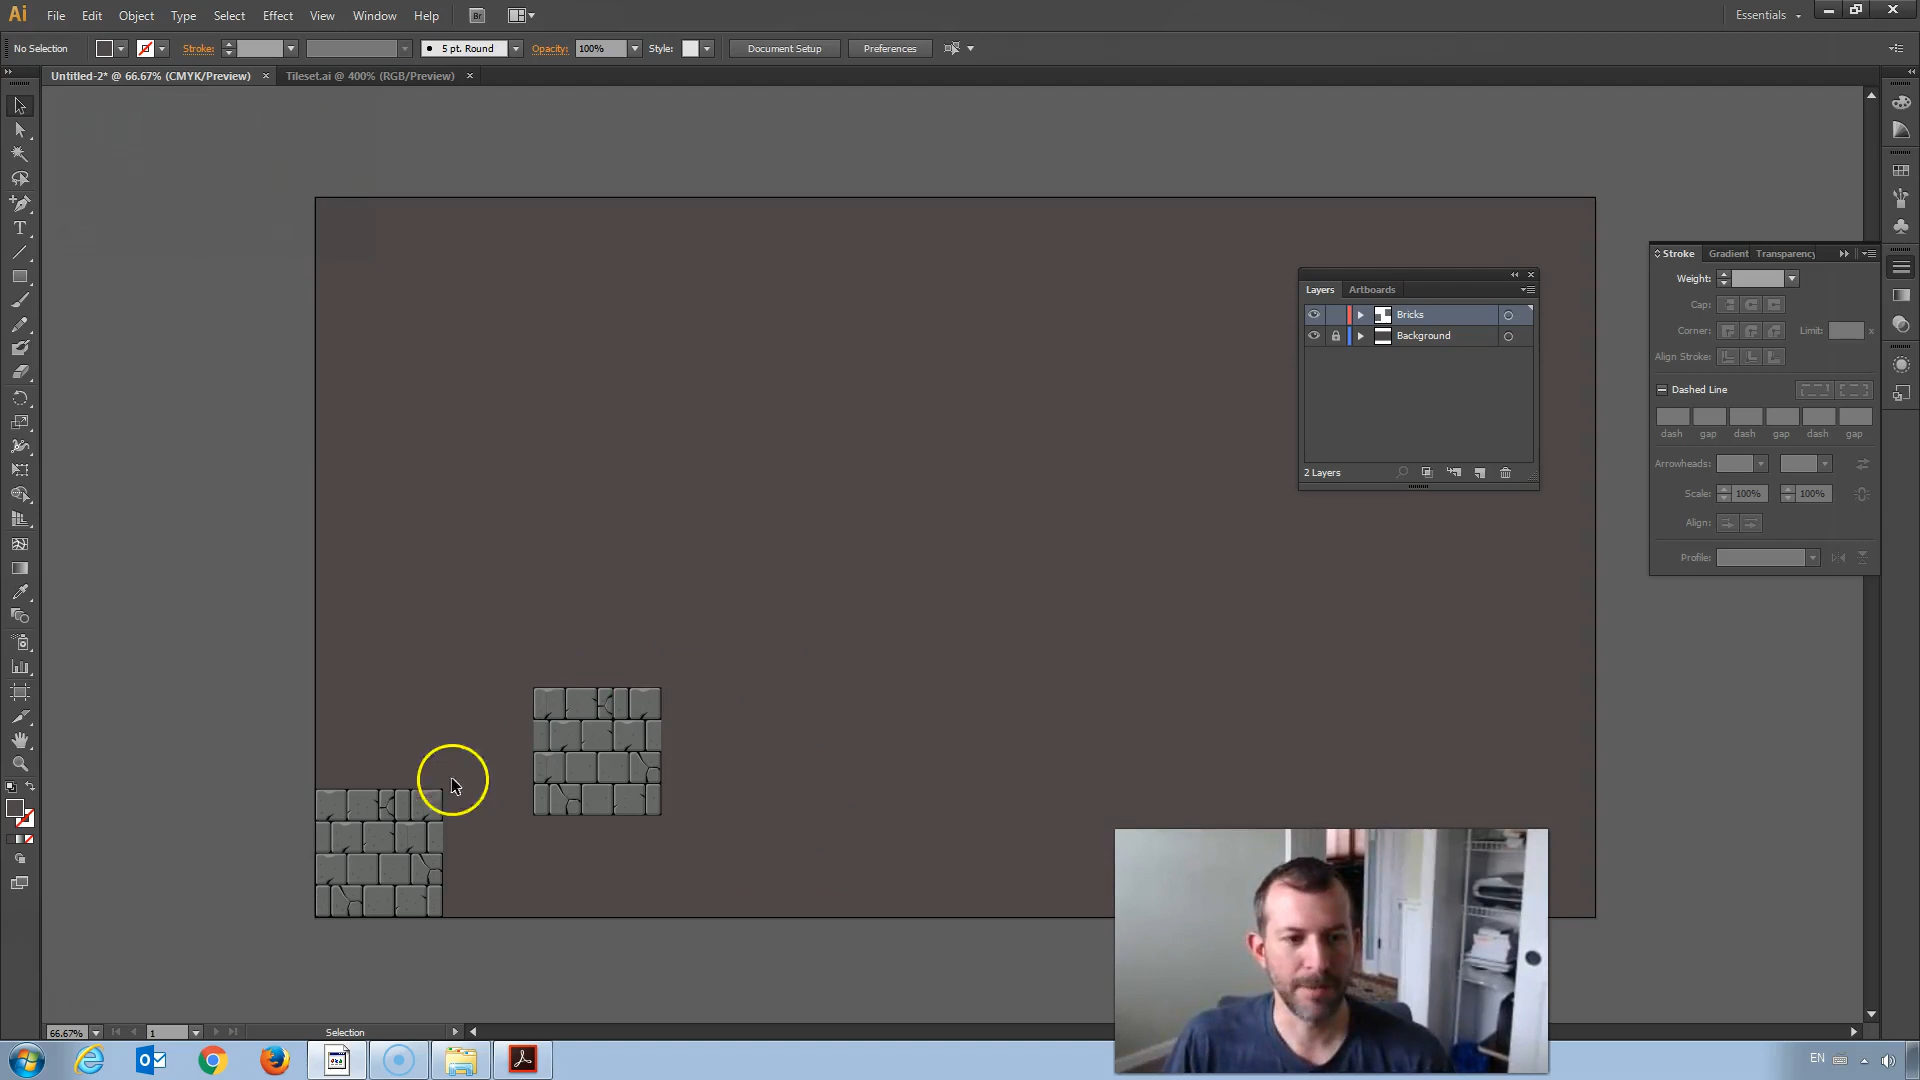 Ai File Edit Object Type Select Effect View Window Help Br Essentials
No Selection Stroke: 5 pt. Round Opacity: 100% Style: Document Setup Preferences
Untitled-2* @ 66.67% (CMYK/Preview) × Tileset.ai @ 400% (RGB/Preview) ×
Stroke Gradient Transparency
Weight:
Cap:
Corner: Limit: x
Align Stroke:
Dashed Line
dash gap dash gap dash gap
Arrowheads:
Scale: 100% 100%
Align:
Profile:
Layers Artboards
Bricks
Background
2 Layers
66.67% 1 Selection
EN